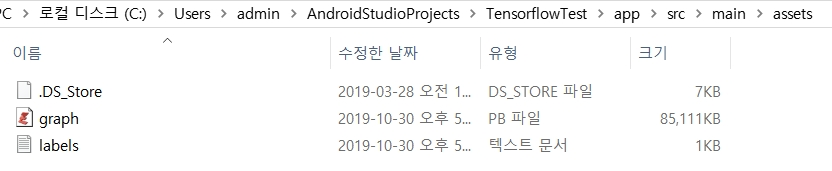 PC > 로컬 디스크 (C:) > Users > admin > AndroidStudioProjects > TensorflowTest > app > src > main > assets
이름 수정한 날짜 유형 크기
.DS_Store 2019-03-28 오전 1... DS_STORE 파일 7KB
graph 2019-10-30 오후 5... PB 파일 85,111KB
labels 2019-10-30 오후 5... 텍스트 문서 1KB